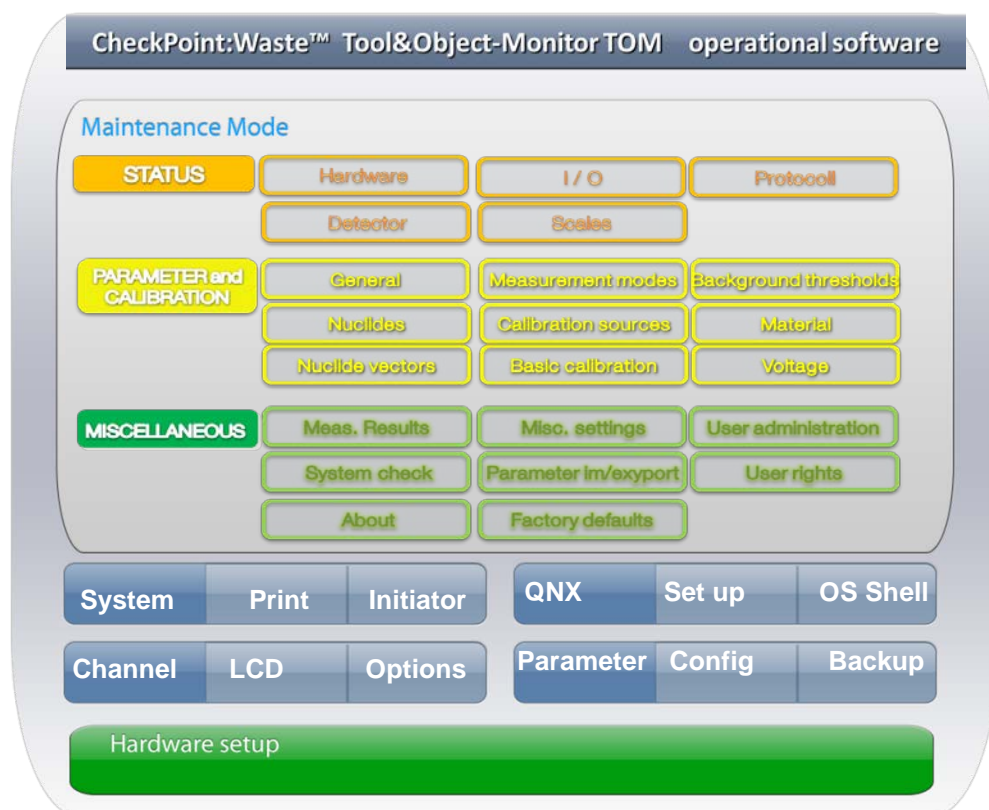 CheckPoint:Waste™ Tool&Object-Monitor TOM operational software
Maintenance Mode
STATUS Hardware I / O Protocoll
Detector Scales
PARAMETER and
CALIBRATION
General Measurement modes Background thresholds
Nuclides Calibration sources Material
Nuclide vectors Basic calibration Voltage
MISCELLANEOUS Meas. Results Misc. settings User administration
System check Parameter im/exyport User rights
About Factory defaults
System Print Initiator QNX Set up OS Shell
Channel LCD Options Parameter Config Backup
Hardware setup